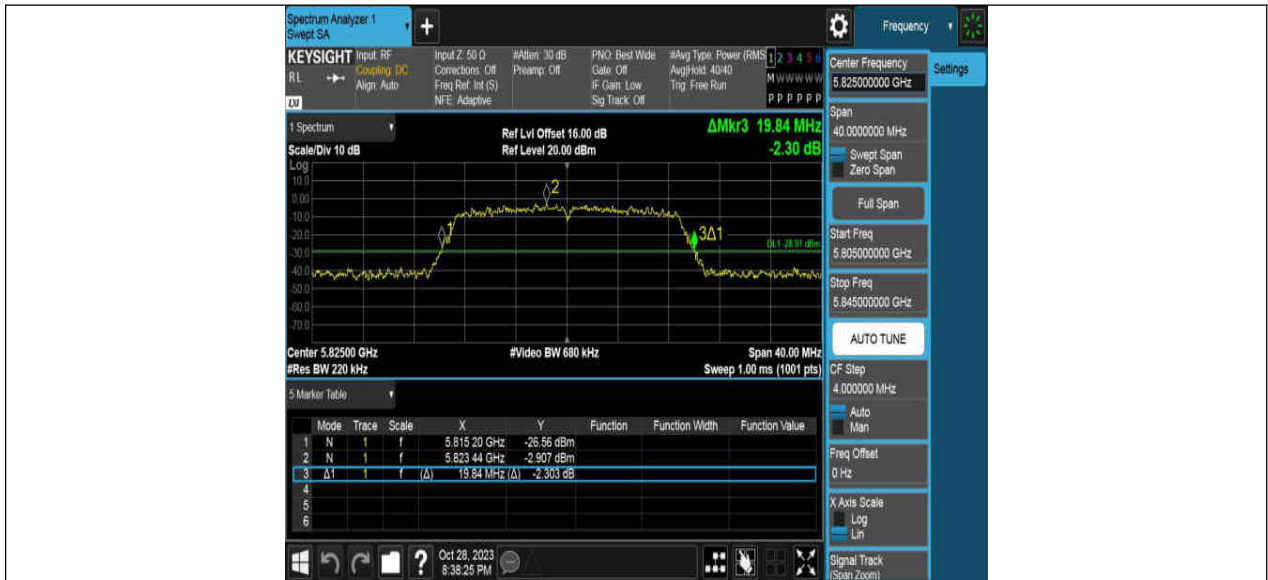 Spectrum Analyzer 1
Swept SA
+
Frequency
KEYSIGHT
RL
LXI
Input: RF
Coupling: DC
Align: Auto
Input Z: 50 Ω
Corrections: Off
Freq Ref: Int (S)
NFE: Adaptive
#Atten: 30 dB
Preamp: Off
PNO: Best Wide
Gate: Off
IF Gain: Low
Sig Track: Off
#Avg Type: Power (RMS
Avg|Hold: 40/40
Trig: Free Run
1 2 3 4 5 6
M W W W W W
P P P P P P
Center Frequency
5.825000000 GHz
Settings
Span
40.0000000 MHz
Swept Span
Zero Span
Full Span
Start Freq
5.805000000 GHz
Stop Freq
5.845000000 GHz
AUTO TUNE
CF Step
4.000000 MHz
Auto
Man
Freq Offset
0 Hz
X Axis Scale
Log
Lin
Signal Track
(Span Zoom)
1 Spectrum
Scale/Div 10 dB
Ref Lvl Offset 16.00 dB
Ref Level 20.00 dBm
ΔMkr3 19.84 MHz
-2.30 dB
Log
10.0
0.00
-10.0
-20.0
-30.0
-40.0
-50.0
-60.0
-70.0
1
2
3Δ1
DL1 -28.91 dBm
Center 5.82500 GHz
#Video BW 680 kHz
Span 40.00 MHz
#Res BW 220 kHz
Sweep 1.00 ms (1001 pts)
5 Marker Table
Mode Trace Scale X Y Function Function Width Function Value
1 N 1 f 5.815 20 GHz -26.56 dBm
2 N 1 f 5.823 44 GHz -2.907 dBm
3 Δ1 1 f (Δ) 19.84 MHz (Δ) -2.303 dB
4
5
6
?
Oct 28, 2023
8:38:25 PM